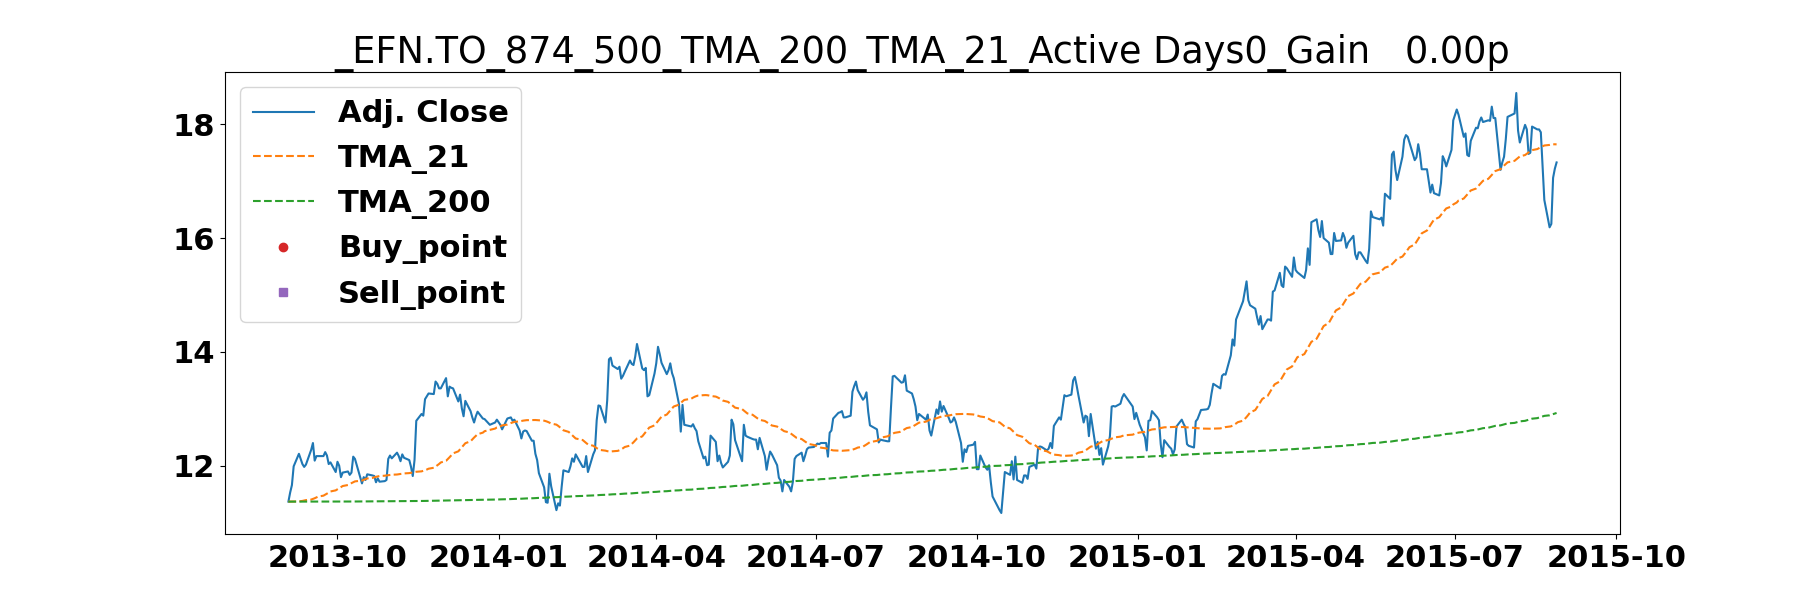 _EFN.TO_874_500_TMA_200_TMA_21_Active Days0_Gain   0.00p
Adj. Close
TMA_21
TMA_200
Buy_point
Sell_point
18
16
14
12
2013-10 2014-01 2014-04 2014-07 2014-10 2015-01 2015-04 2015-07 2015-10